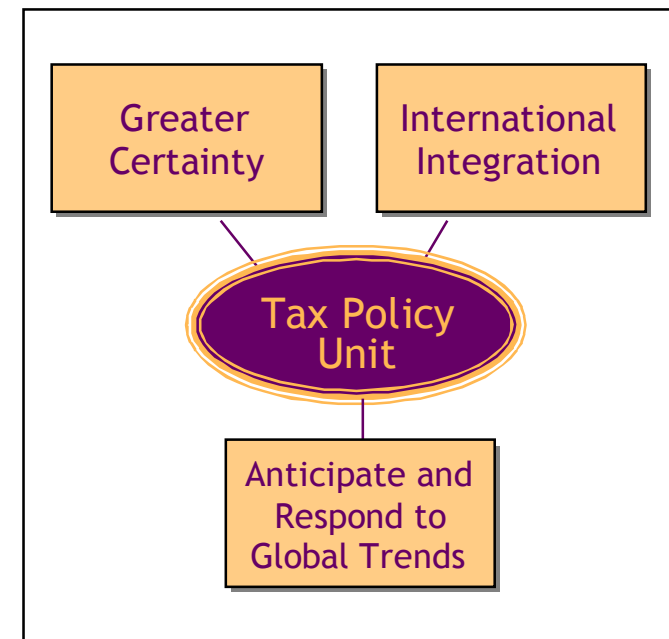 Greater
Certainty
International
Integration
Tax Policy
Unit
Anticipate and
Respond to
Global Trends